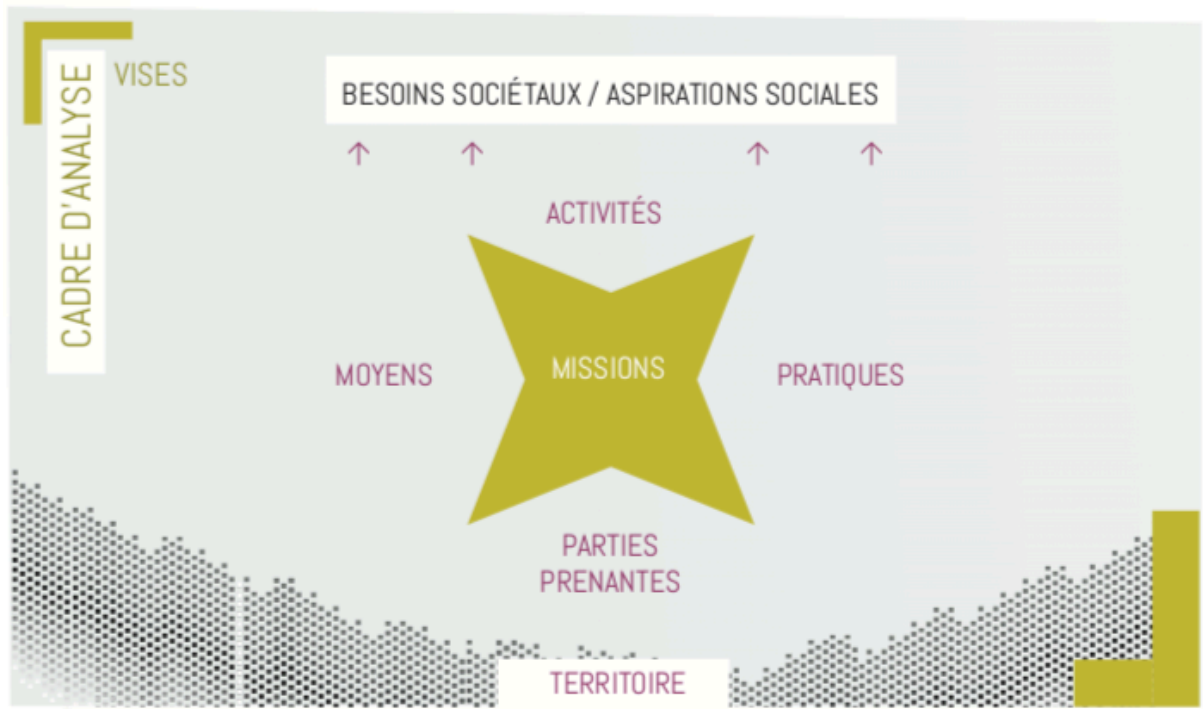 CADRE D'ANALYSE
VISES
BESOINS SOCIÉTAUX / ASPIRATIONS SOCIALES
ACTIVITÉS
MOYENS
MISSIONS
PRATIQUES
PARTIES
PRENANTES
TERRITOIRE